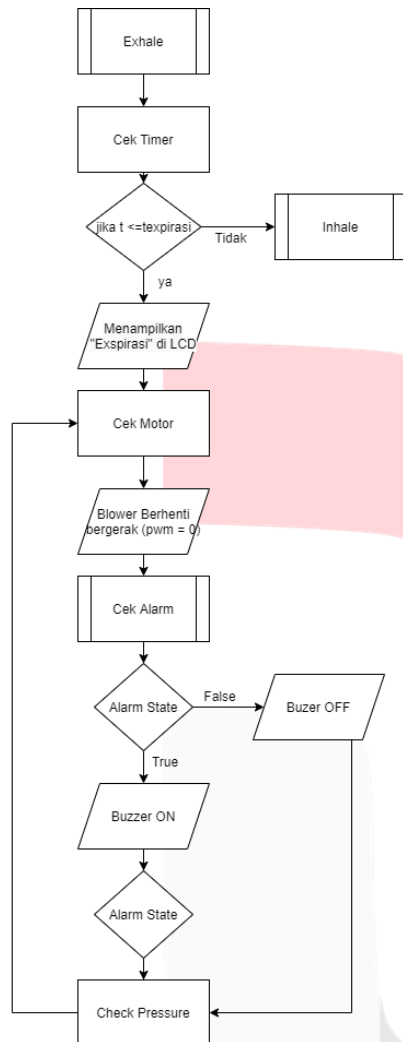 Exhale
Cek Timer
jika t <=texpirasi
Tidak
Inhale
ya
Menampilkan
"Exspirasi" di LCD
Cek Motor
Blower Berhenti
bergerak (pwm = 0)
Cek Alarm
Alarm State
False
Buzer OFF
True
Buzzer ON
Alarm State
Check Pressure